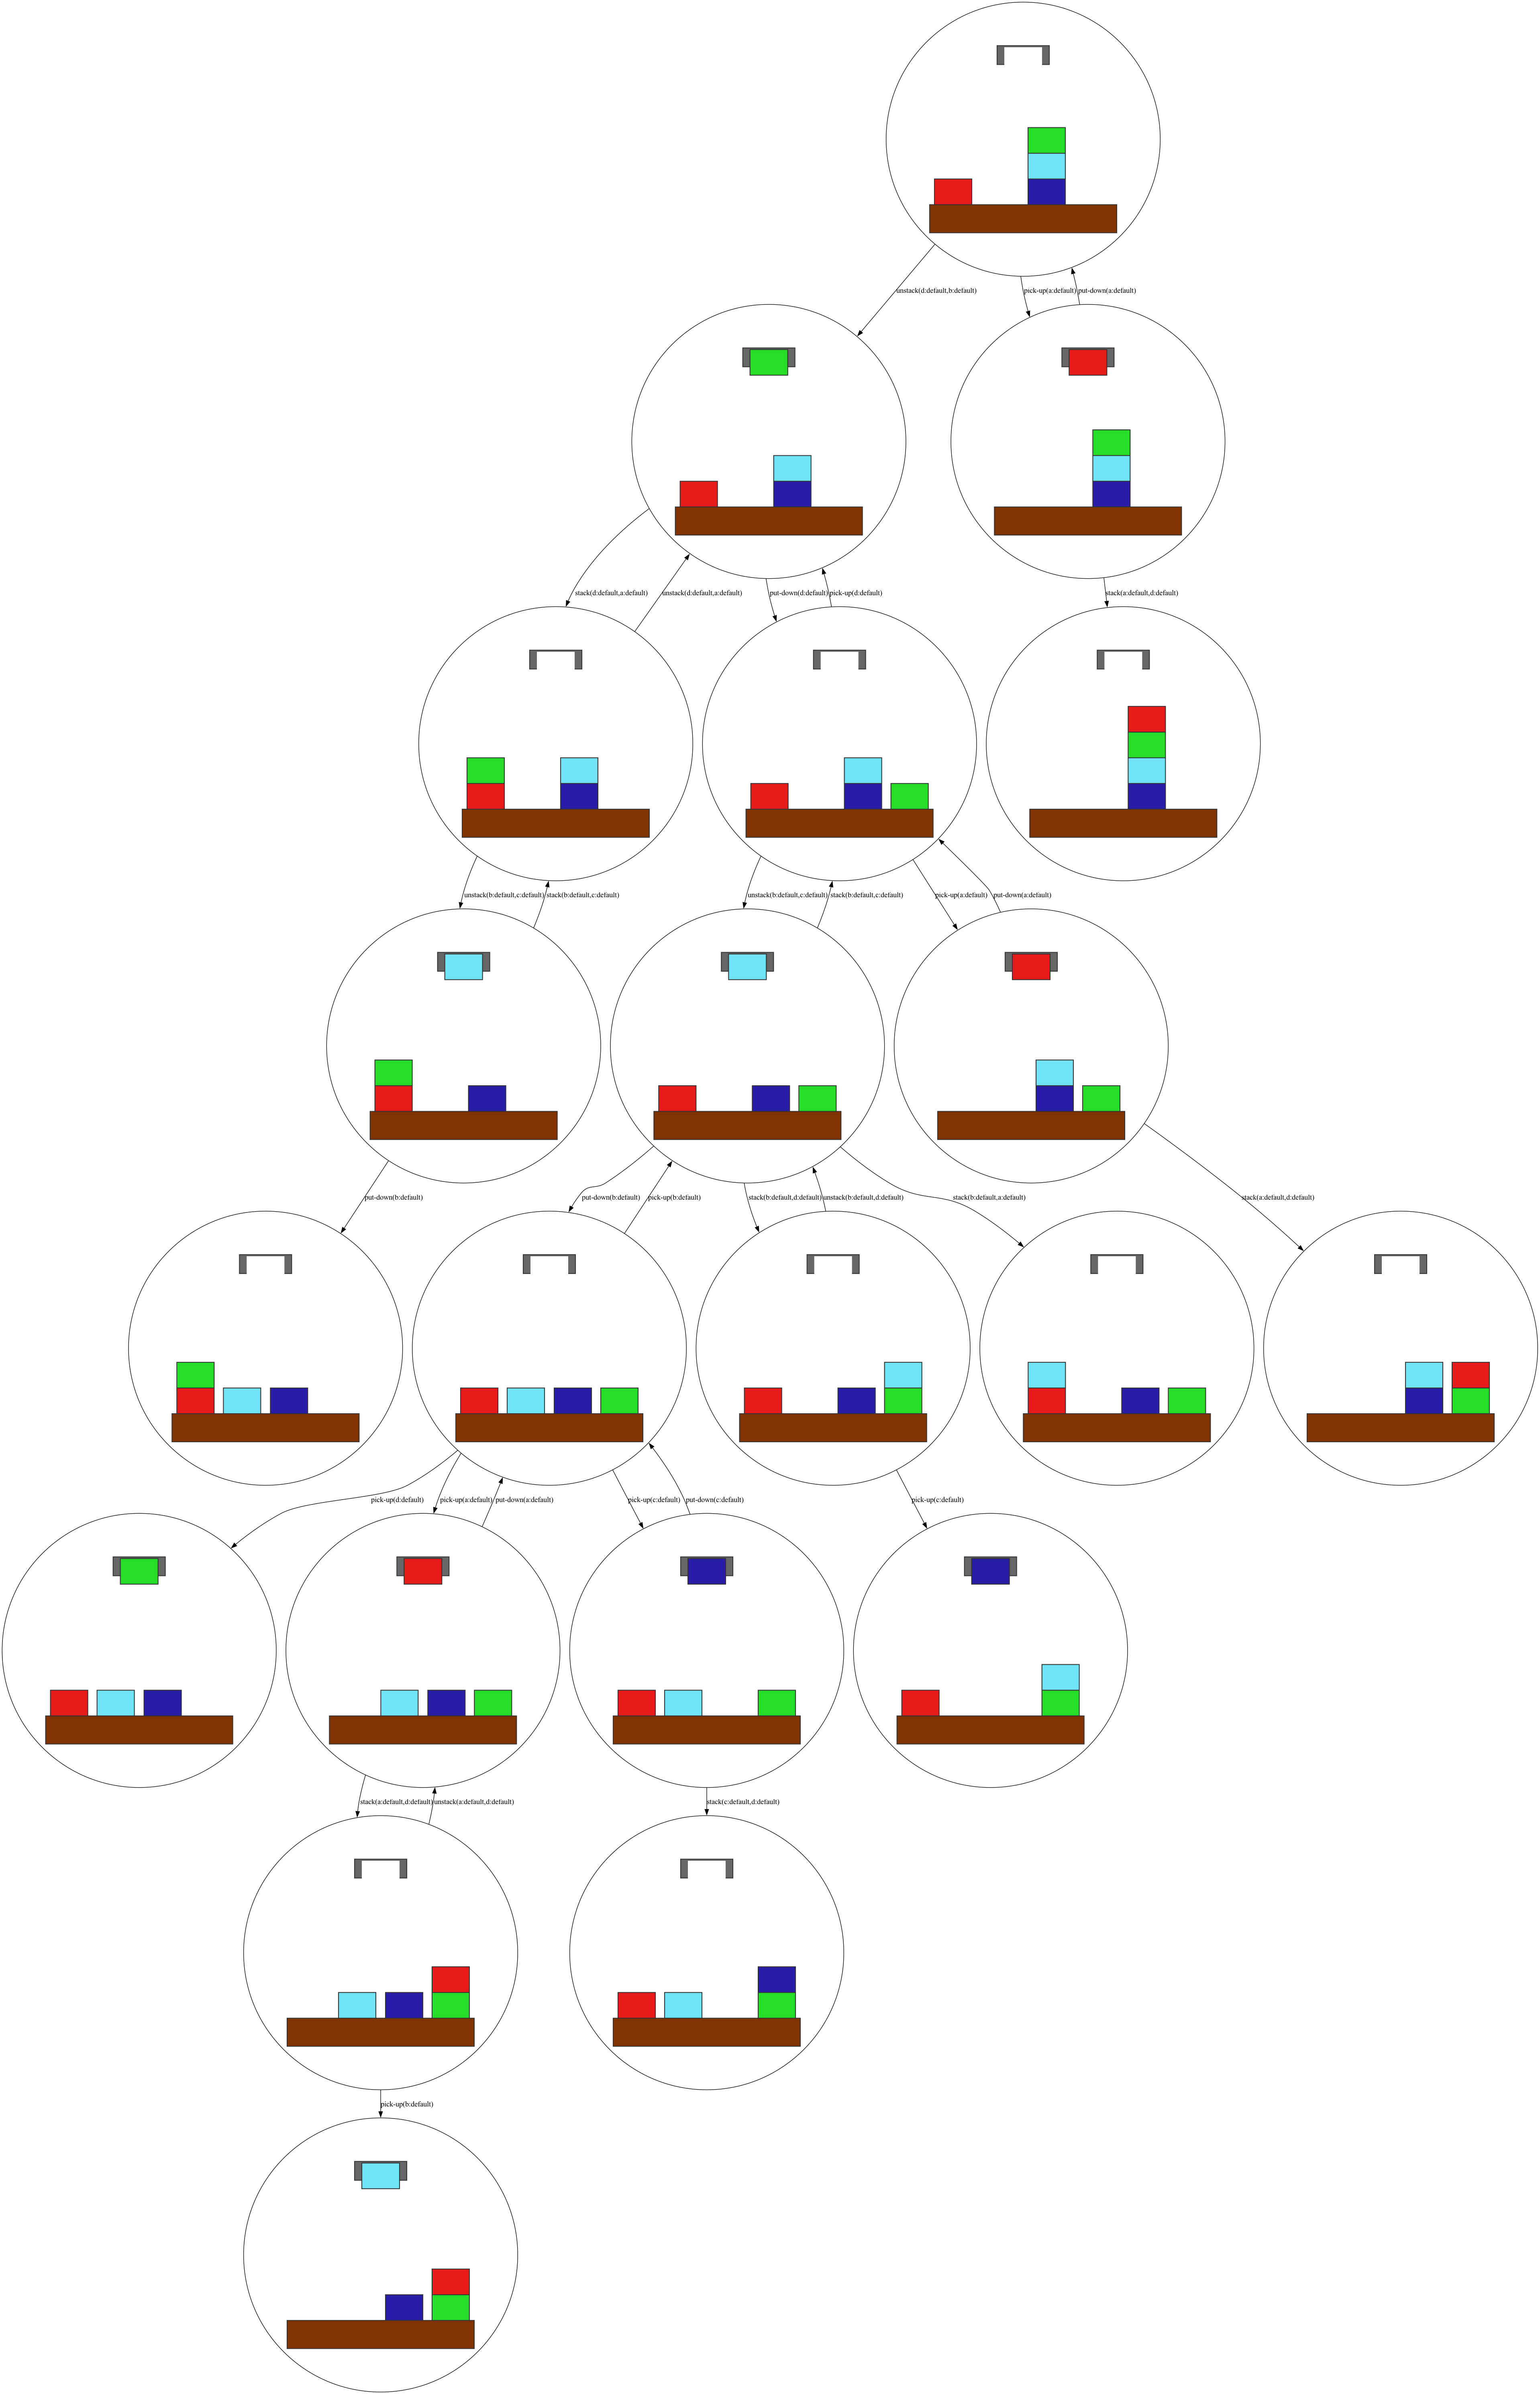 unstack(d:default,b:default)
pick-up(a:default)
put-down(a:default)
stack(d:default,a:default)
unstack(d:default,a:default)
put-down(d:default)
pick-up(d:default)
stack(a:default,d:default)
unstack(b:default,c:default)
stack(b:default,c:default)
unstack(b:default,c:default)
stack(b:default,c:default)
pick-up(a:default)
put-down(a:default)
put-down(b:default)
put-down(b:default)
pick-up(b:default)
stack(b:default,d:default)
unstack(b:default,d:default)
stack(b:default,a:default)
stack(a:default,d:default)
pick-up(d:default)
pick-up(a:default)
put-down(a:default)
pick-up(c:default)
put-down(c:default)
pick-up(c:default)
stack(a:default,d:default)
unstack(a:default,d:default)
stack(c:default,d:default)
pick-up(b:default)